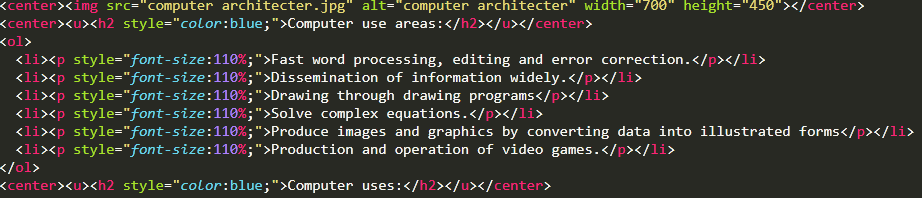 <center><img src="computer architecter.jpg" alt="computer architecter" width="700" height="450"></center>
<center><u><h2 style="color:blue;">Computer use areas:</h2></u></center>
<ol>
<li><p style="font-size:110%;">Fast word processing, editing and error correction.</p></li>
<li><p style="font-size:110%;">Dissemination of information widely.</p></li>
<li><p style="font-size:110%;">Drawing through drawing programs</p></li>
<li><p style="font-size:110%;">Solve complex equations.</p></li>
<li><p style="font-size:110%;">Produce images and graphics by converting data into illustrated forms</p></li>
<li><p style="font-size:110%;">Production and operation of video games.</p></li>
</ol>
<center><u><h2 style="color:blue;">Computer uses:</h2></u></center>